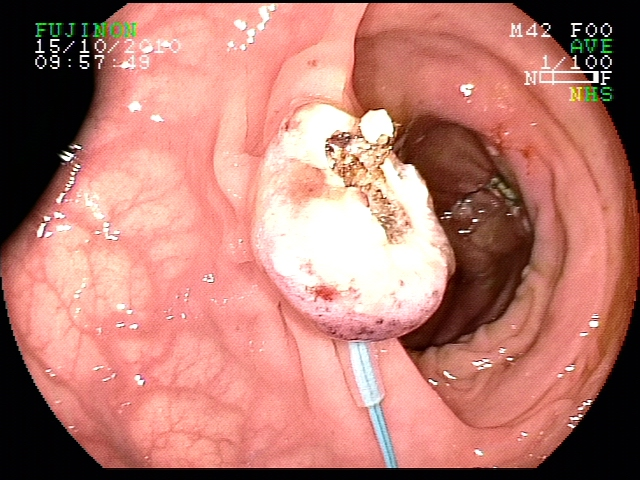 FUJINON
15/10/2010
09:57:49
M42 F00
AVE
1/100
N F
NHS